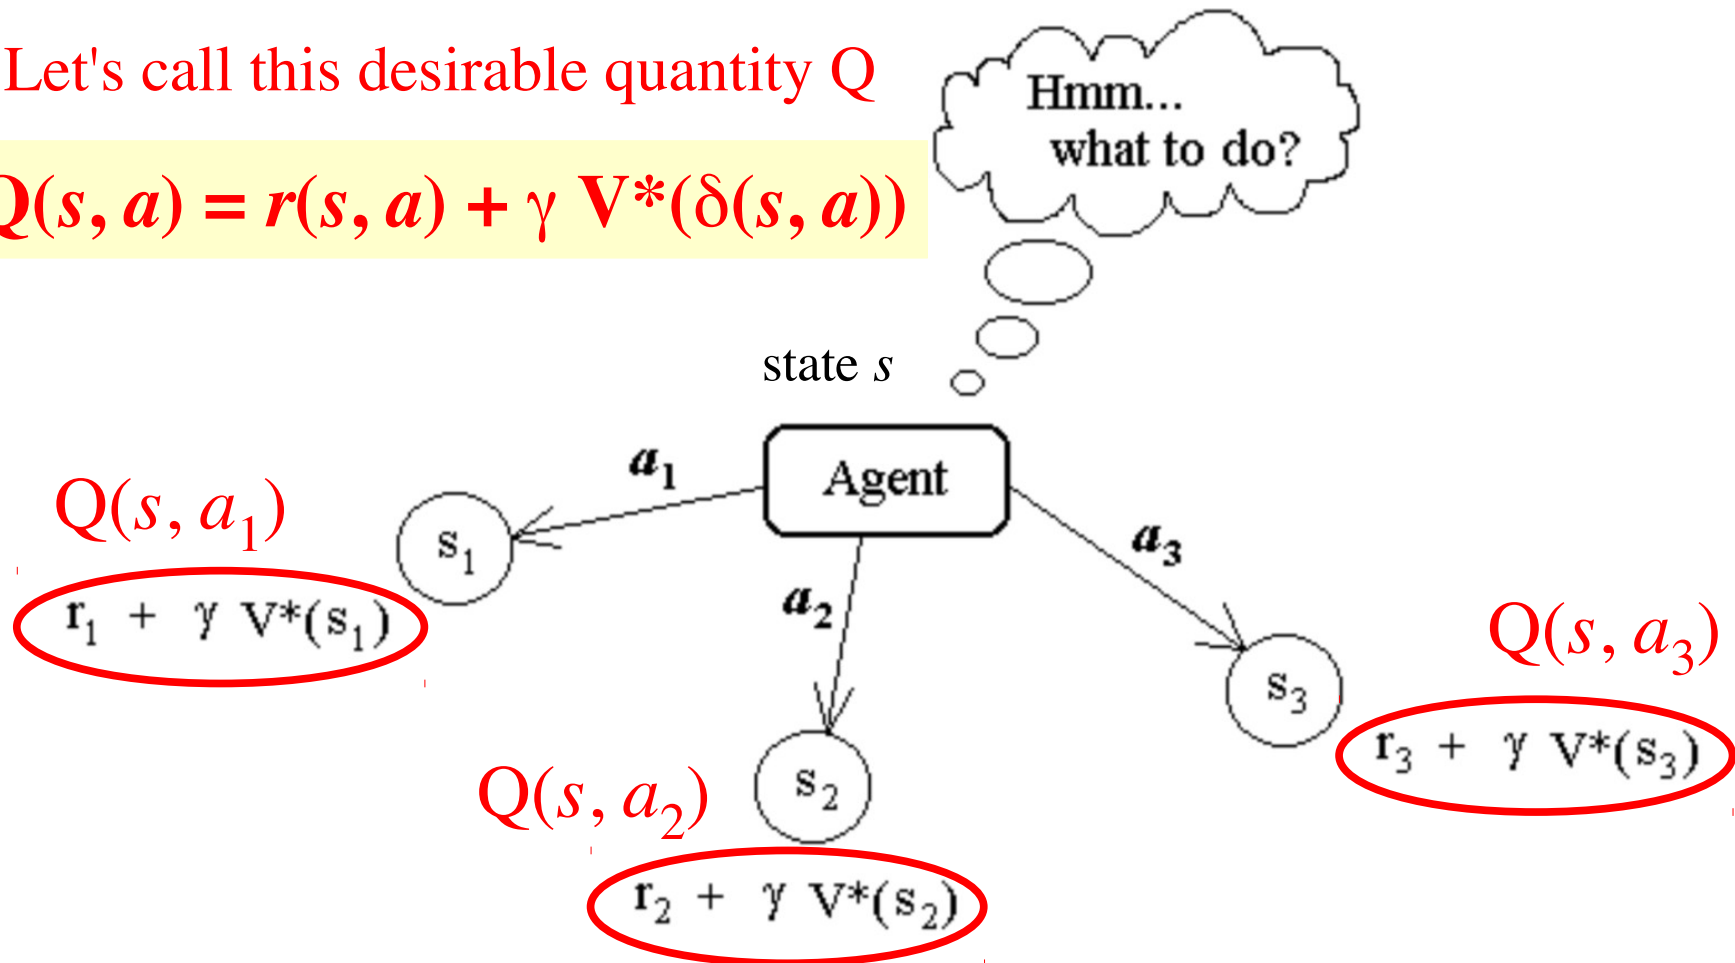 Let's call this desirable quantity Q
Hmm...
what to do?
Q(s, a) = r(s, a) + γ V*(δ(s, a))
state s
Agent
a₁
a₂
a₃
Q(s, a₁)
s₁
r₁ + γ V*(s₁)
Q(s, a₃)
s₃
r₃ + γ V*(s₃)
Q(s, a₂)
s₂
r₂ + γ V*(s₂)